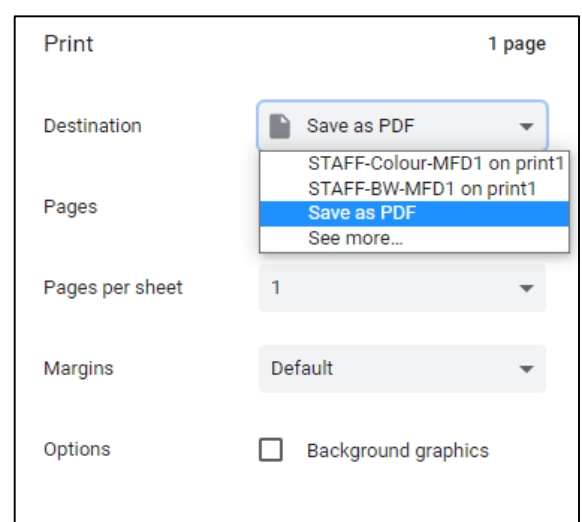 Print 1 page
Destination Save as PDF
STAFF-Colour-MFD1 on print1
STAFF-BW-MFD1 on print1
Pages Save as PDF
See more...
Pages per sheet 1
Margins Default
Options Background graphics